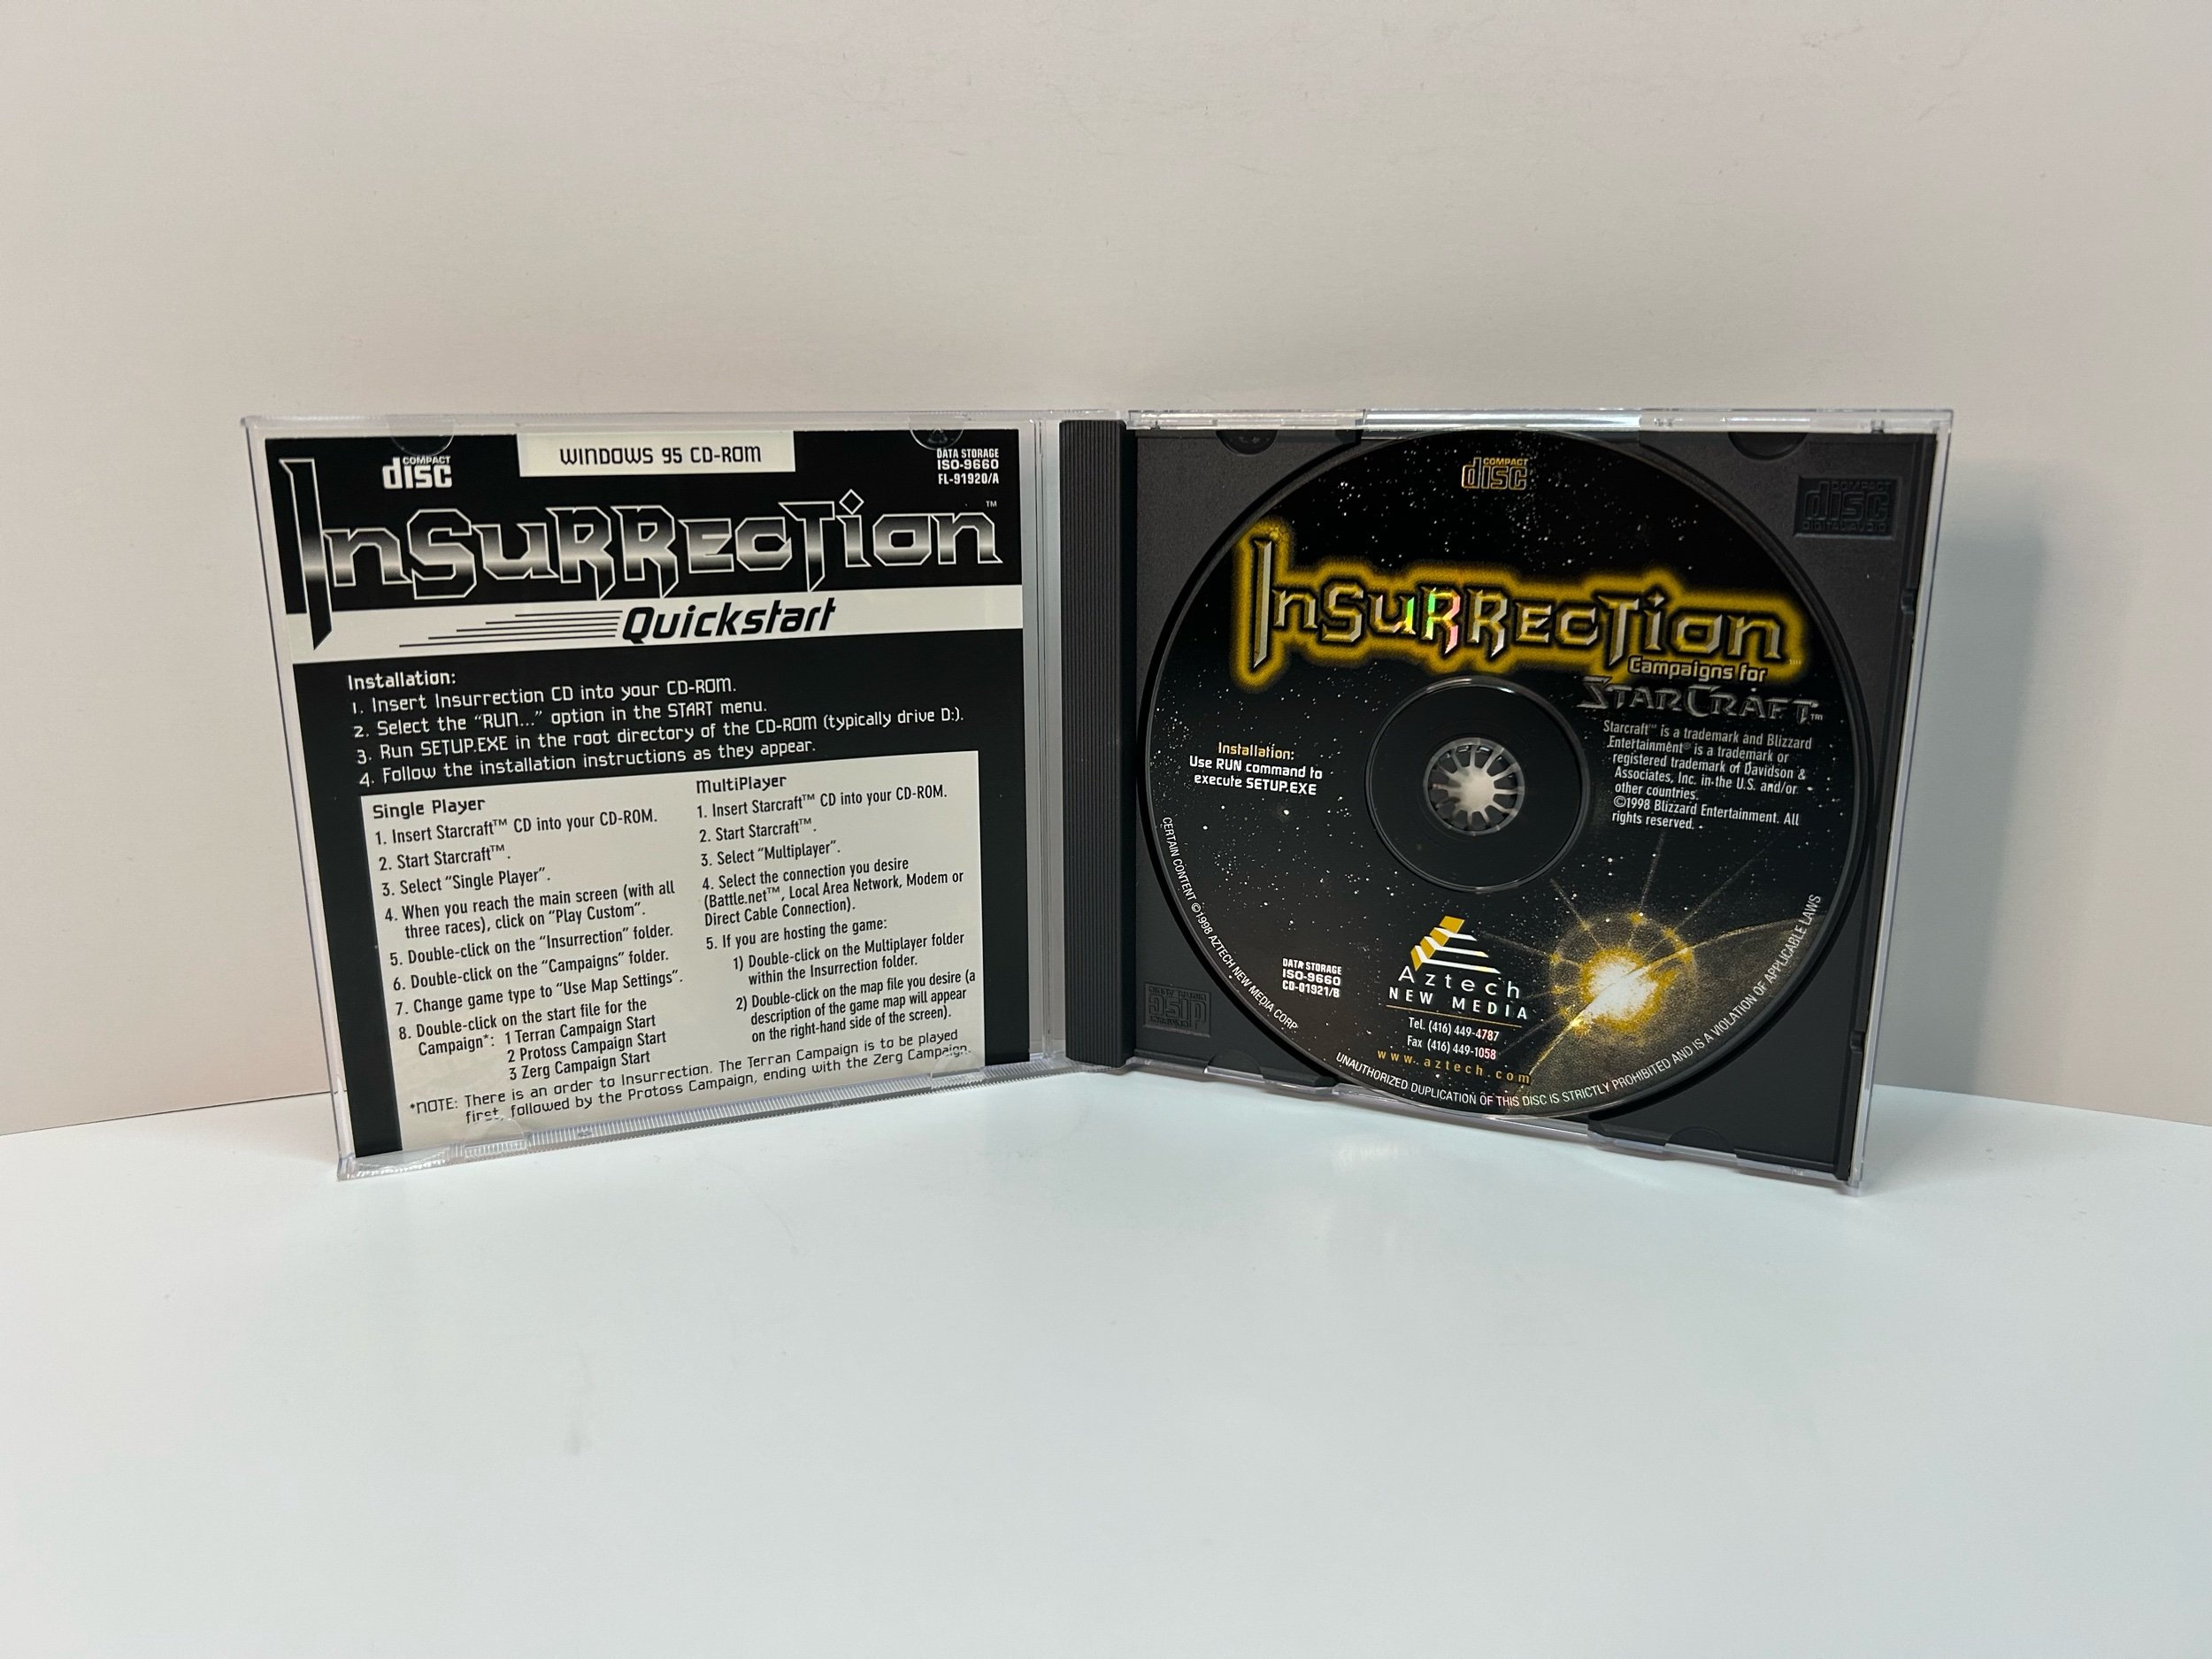 WINDOWS 95 CD-ROM
COMPACT
disc
DATA STORAGE
ISO-9660
FL-91920/A
InSuRRecTion™
Quickstart
Installation:
1. Insert Insurrection CD into your CD-ROM.
2. Select the "RUN..." option in the START menu.
3. Run SETUP.EXE in the root directory of the CD-ROM (typically drive D:).
4. Follow the installation instructions as they appear.
Single Player
1. Insert Starcraft™ CD into your CD-ROM.
2. Start Starcraft™.
3. Select "Single Player".
4. When you reach the main screen (with all
three races), click on "Play Custom".
5. Double-click on the "Insurrection" folder.
6. Double-click on the "Campaigns" folder.
7. Change game type to "Use Map Settings".
8. Double-click on the start file for the
Campaign*: 1 Terran Campaign Start
2 Protoss Campaign Start
3 Zerg Campaign Start
MultiPlayer
1. Insert Starcraft™ CD into your CD-ROM.
2. Start Starcraft™.
3. Select "Multiplayer".
4. Select the connection you desire
(Battle.net™, Local Area Network, Modem or
Direct Cable Connection).
5. If you are hosting the game:
1) Double-click on the Multiplayer folder
within the Insurrection folder.
2) Double-click on the map file you desire (a
description of the game map will appear
on the right-hand side of the screen).
*NOTE: There is an order to Insurrection. The Terran Campaign is to be played
first, followed by the Protoss Campaign, ending with the Zerg Campaign.
COMPACT
disc
COMPACT
disc
DIGITAL AUDIO
InSuRRecTion™
Campaigns for
StarCraft™
Starcraft™ is a trademark and Blizzard
Entertainment® is a trademark or
registered trademark of Davidson &
Associates, Inc. in the U.S. and/or
other countries.
©1998 Blizzard Entertainment. All
rights reserved.
Installation:
Use RUN command to
execute SETUP.EXE
DATA STORAGE
ISO-9660
CD-01921/B
Aztech
NEW MEDIA
Tel. (416) 449-4787
Fax (416) 449-1058
www.aztech.com
CERTAIN CONTENT ©1998 AZTECH NEW MEDIA CORP
UNAUTHORIZED DUPLICATION OF THIS DISC IS STRICTLY PROHIBITED AND IS A VIOLATION OF APPLICABLE LAWS